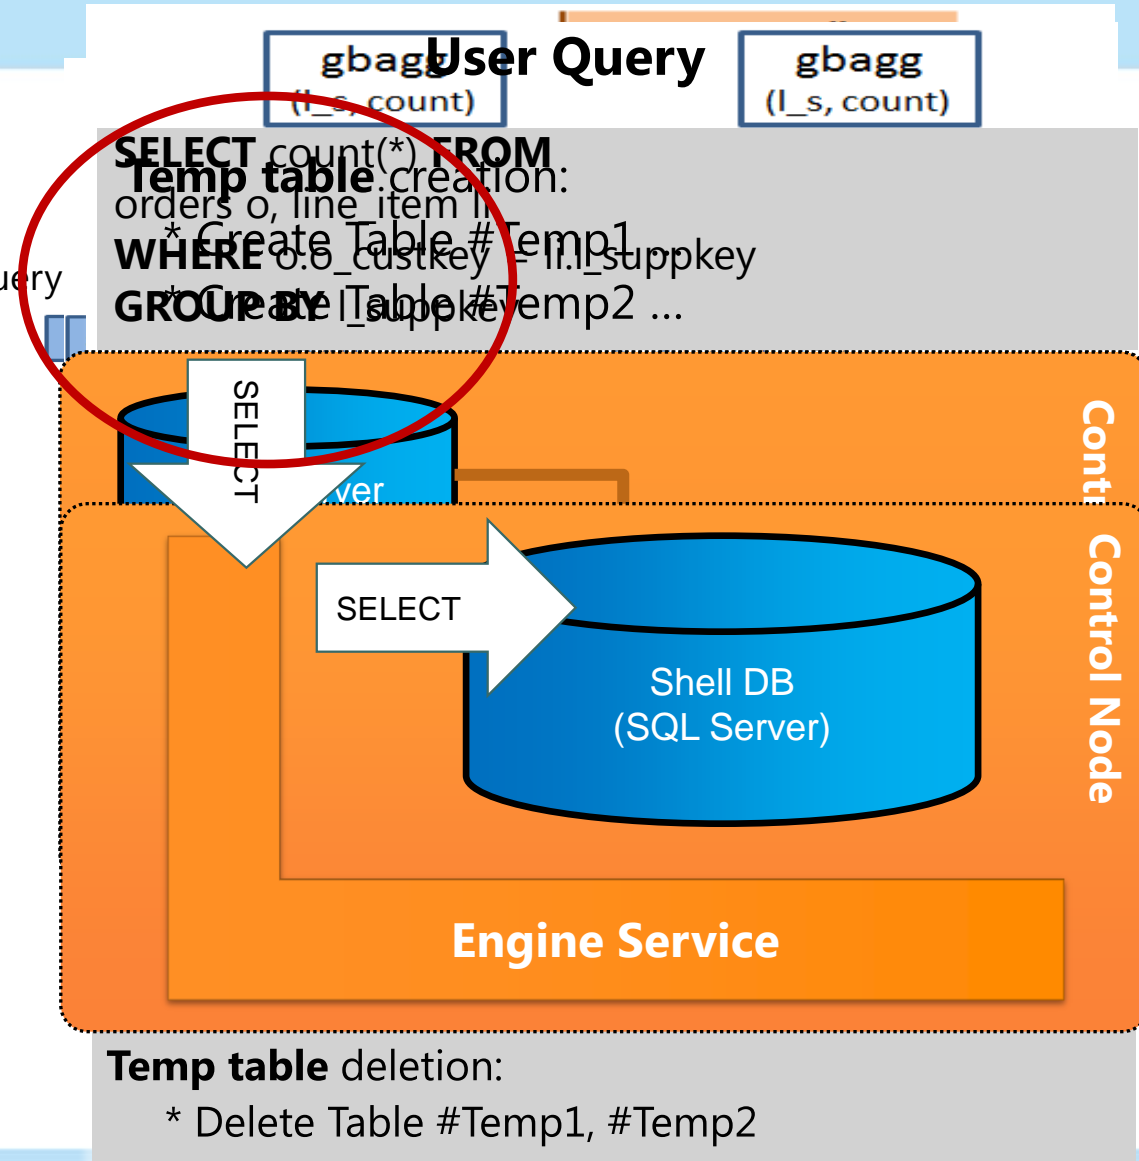 gbagg
(l_s, count)
User Query
gbagg
(l_s, count)
SELECT count(*) FROM
orders o, line_item li
WHERE o.o_custkey = li.l_suppkey
GROUP BY l_suppkey
Temp table creation:
* Create Table #Temp1 ...
* Create Table #Temp2 ...
SELECT
SELECT
Shell DB
(SQL Server)
Control Node
Engine Service
Temp table deletion:
* Delete Table #Temp1, #Temp2